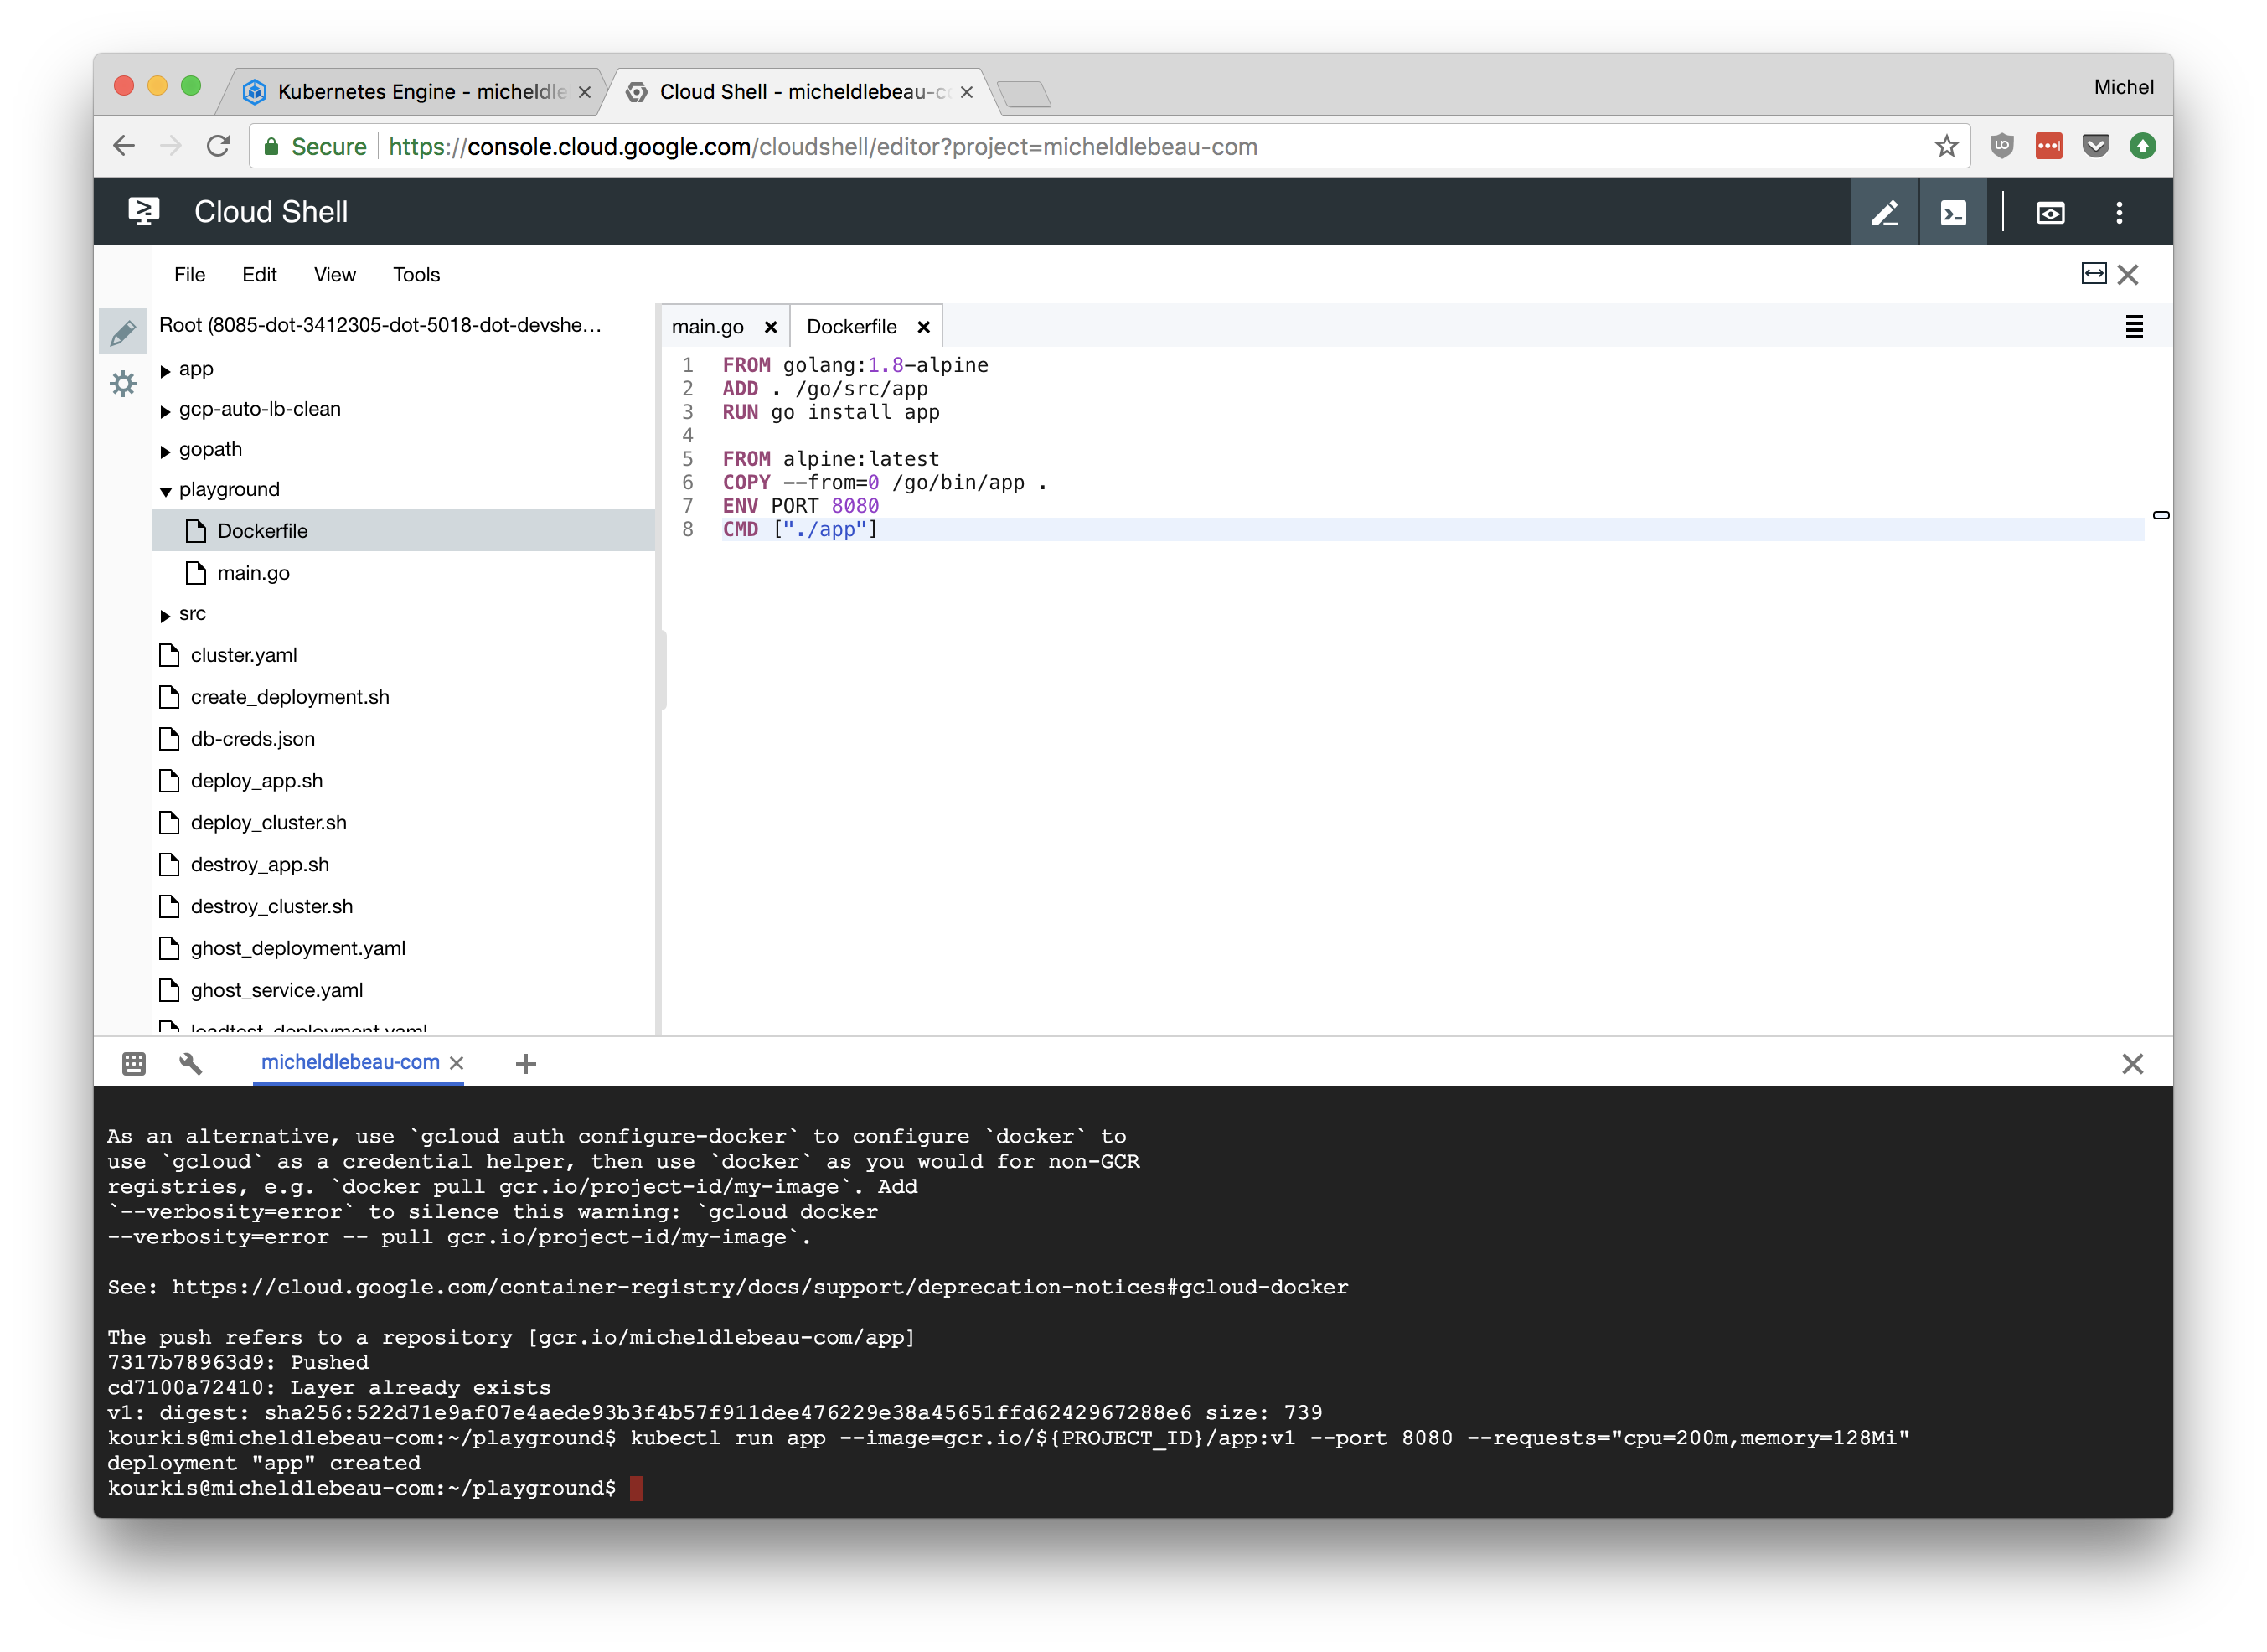 Kubernetes Engine - micheldle
Cloud Shell - micheldlebeau-c
Michel
Secure
https://console.cloud.google.com/cloudshell/editor?project=micheldlebeau-com
Cloud Shell
File Edit View Tools
Root (8085-dot-3412305-dot-5018-dot-devshe...
app
gcp-auto-lb-clean
gopath
playground
Dockerfile
main.go
src
cluster.yaml
create_deployment.sh
db-creds.json
deploy_app.sh
deploy_cluster.sh
destroy_app.sh
destroy_cluster.sh
ghost_deployment.yaml
ghost_service.yaml
loadtest_deployment.yaml
main.go Dockerfile
1 FROM golang:1.8-alpine
2 ADD . /go/src/app
3 RUN go install app
4
5 FROM alpine:latest
6 COPY --from=0 /go/bin/app .
7 ENV PORT 8080
8 CMD ["./app"]
micheldlebeau-com
As an alternative, use `gcloud auth configure-docker` to configure `docker` to
use `gcloud` as a credential helper, then use `docker` as you would for non-GCR
registries, e.g. `docker pull gcr.io/project-id/my-image`. Add
`--verbosity=error` to silence this warning: `gcloud docker
--verbosity=error -- pull gcr.io/project-id/my-image`.
See: https://cloud.google.com/container-registry/docs/support/deprecation-notices#gcloud-docker
The push refers to a repository [gcr.io/micheldlebeau-com/app]
7317b78963d9: Pushed
cd7100a72410: Layer already exists
v1: digest: sha256:522d71e9af07e4aede93b3f4b57f911dee476229e38a45651ffd6242967288e6 size: 739
kourkis@micheldlebeau-com:~/playground$ kubectl run app --image=gcr.io/${PROJECT_ID}/app:v1 --port 8080 --requests="cpu=200m,memory=128Mi"
deployment "app" created
kourkis@micheldlebeau-com:~/playground$